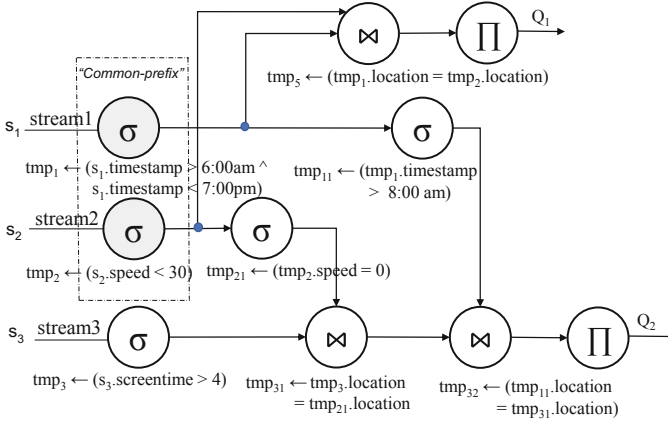 Q₁
⋈
∏
tmp₅ ← (tmp₁.location = tmp₂.location)
“Common-prefix”
s₁ stream1
σ
σ
tmp₁ ← (s₁.timestamp > 6:00am ^
s₁.timestamp < 7:00pm)
tmp₁₁ ← (tmp₁.timestamp
> 8:00 am)
s₂ stream2
σ
σ
tmp₂ ← (s₂.speed < 30)
tmp₂₁ ← (tmp₂.speed = 0)
s₃ stream3
σ
⋈
⋈
∏
Q₂
tmp₃ ← (s₃.screentime > 4)
tmp₃₁ ← tmp₃.location
= tmp₂₁.location
tmp₃₂ ← (tmp₁₁.location
= tmp₃₁.location)